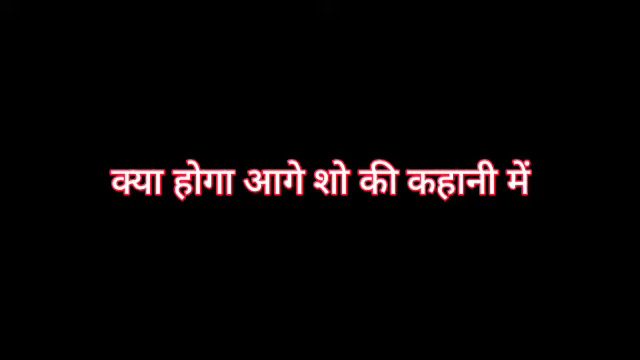 क्या होगा आगे शो की कहानी में